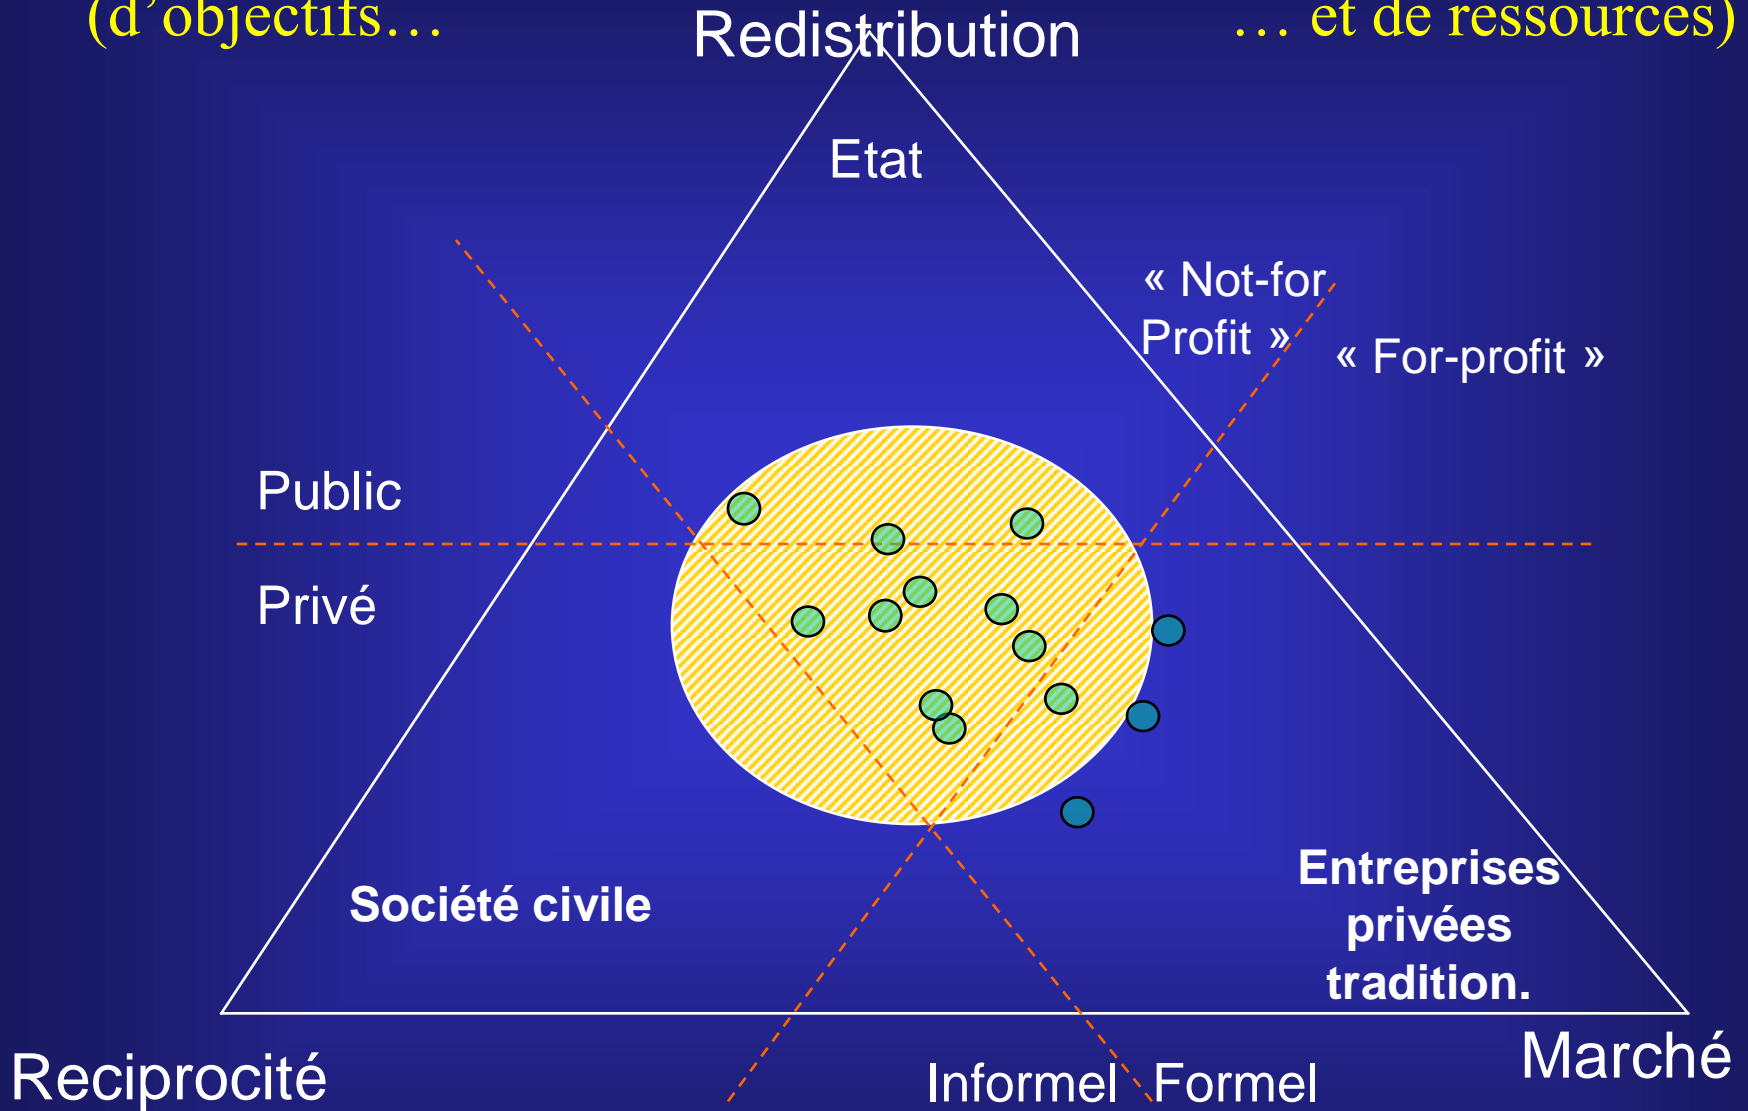 (d’objectifs…
… et de ressources)
Redistribution
Etat
« Not-for
Profit »
« For-profit »
Public
Privé
Société civile
Entreprises
privées
tradition.
Reciprocité
Informel
Formel
Marché